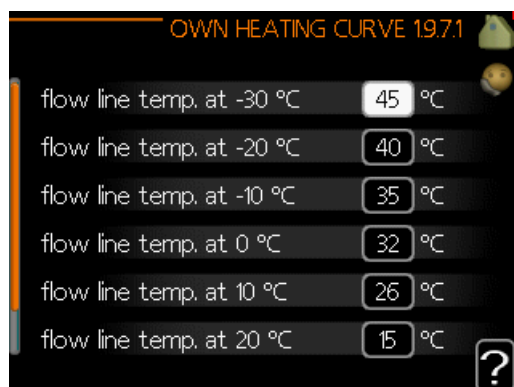 OWN HEATING CURVE 1.9.7.1
flow line temp. at -30 °C 45 °C
flow line temp. at -20 °C 40 °C
flow line temp. at -10 °C 35 °C
flow line temp. at 0 °C 32 °C
flow line temp. at 10 °C 26 °C
flow line temp. at 20 °C 15 °C
?